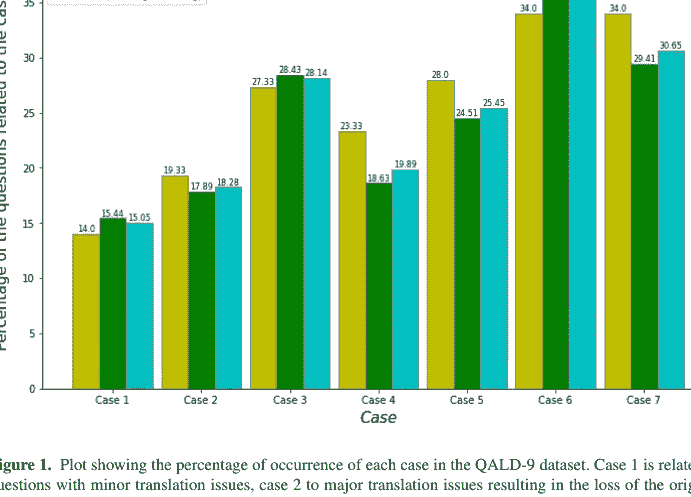 Percentage of the questions related to the cas
35
30
25
20
15
10
5
0
14.0 15.44 15.05
19.33 17.89 18.28
27.33 28.43 28.14
23.33 18.63 19.89
28.0 24.51 25.45
34.0
34.0 29.41 30.65
Case 1 Case 2 Case 3 Case 4 Case 5 Case 6 Case 7
Case
igure 1. Plot showing the percentage of occurrence of each case in the QALD-9 dataset. Case 1 is relate
uestions with minor translation issues, case 2 to major translation issues resulting in the loss of the orig